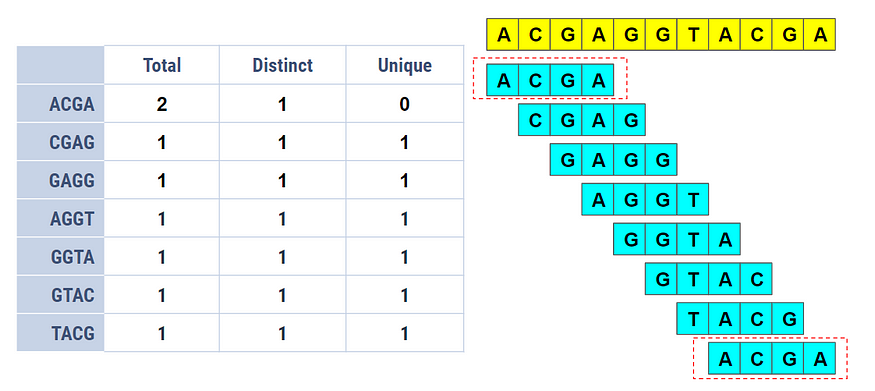 Total Distinct Unique
ACGA 2 1 0
CGAG 1 1 1
GAGG 1 1 1
AGGT 1 1 1
GGTA 1 1 1
GTAC 1 1 1
TACG 1 1 1
A C G A G G T A C G A
A C G A
C G A G
G A G G
A G G T
G G T A
G T A C
T A C G
A C G A